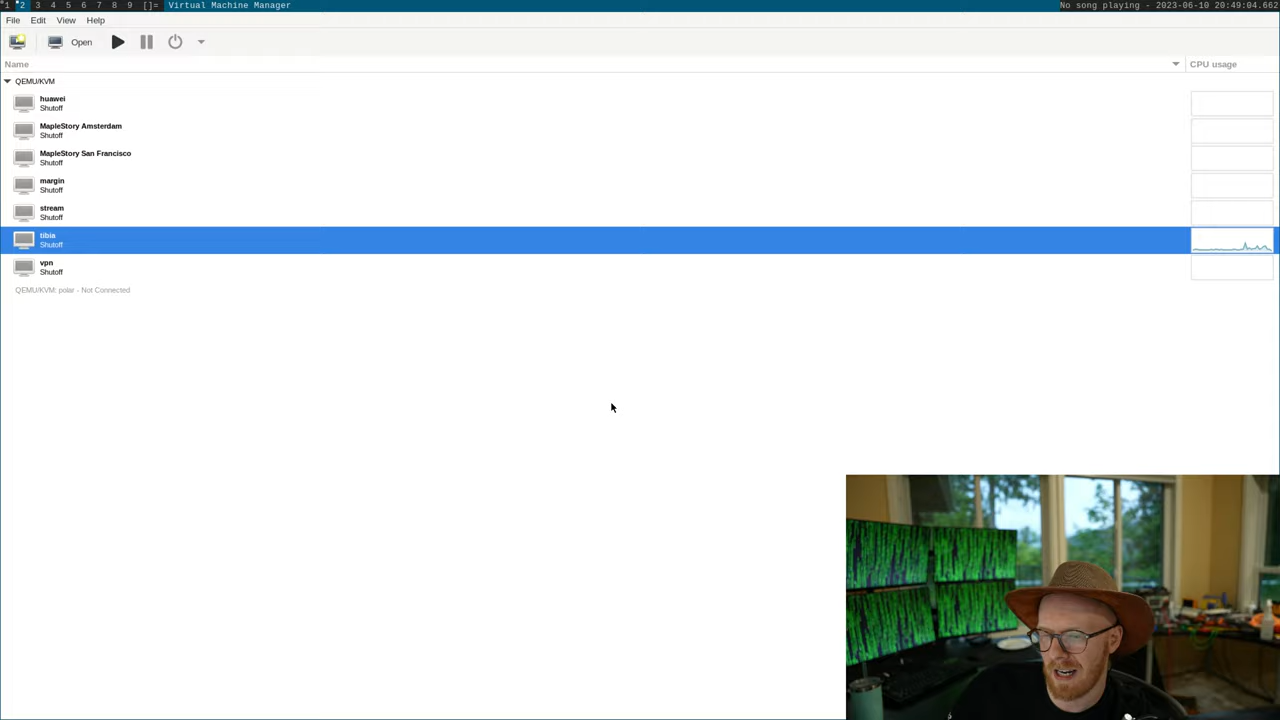 1 2 3 4 5 6 7 8 9 []= Virtual Machine Manager No song playing - 2023-06-10 20:49:04.662
File Edit View Help
Open
Name CPU usage
QEMU/KVM
huawei
Shutoff
MapleStory Amsterdam
Shutoff
MapleStory San Francisco
Shutoff
margin
Shutoff
stream
Shutoff
tibia
Shutoff
vpn
Shutoff
QEMU/KVM: polar - Not Connected